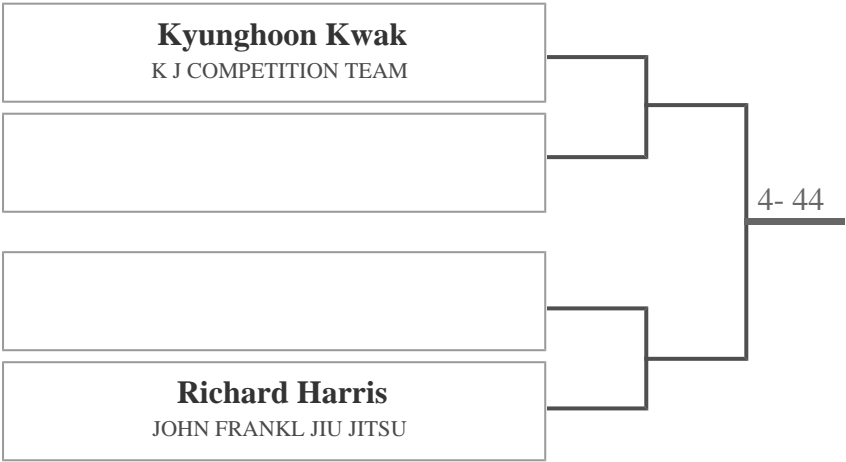 Kyunghoon Kwak
K J COMPETITION TEAM
4- 44
Richard Harris
JOHN FRANKL JIU JITSU